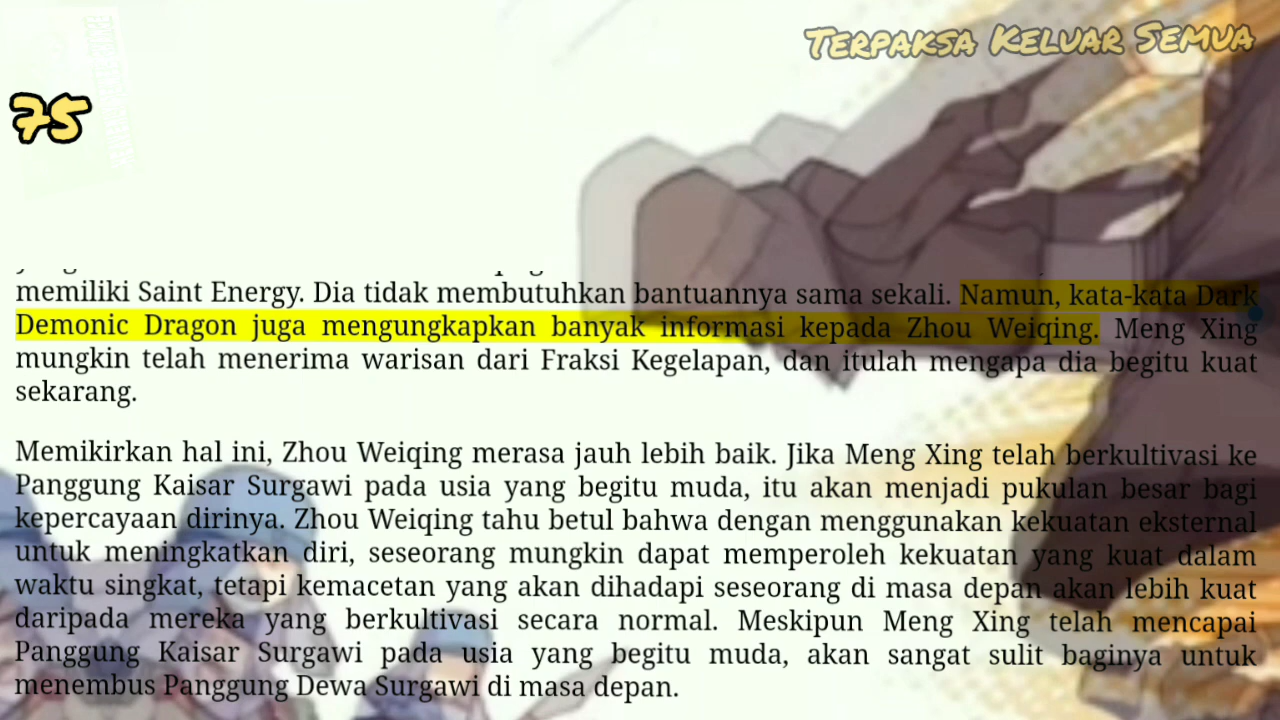 Terpaksa Keluar Semua
75
memiliki Saint Energy. Dia tidak membutuhkan bantuannya sama sekali. Namun, kata-kata Dark
Demonic Dragon juga mengungkapkan banyak informasi kepada Zhou Weiqing. Meng Xing
mungkin telah menerima warisan dari Fraksi Kegelapan, dan itulah mengapa dia begitu kuat
sekarang.
Memikirkan hal ini, Zhou Weiqing merasa jauh lebih baik. Jika Meng Xing telah berkultivasi ke
Panggung Kaisar Surgawi pada usia yang begitu muda, itu akan menjadi pukulan besar bagi
kepercayaan dirinya. Zhou Weiqing tahu betul bahwa dengan menggunakan kekuatan eksternal
untuk meningkatkan diri, seseorang mungkin dapat memperoleh kekuatan yang kuat dalam
waktu singkat, tetapi kemacetan yang akan dihadapi seseorang di masa depan akan lebih kuat
daripada mereka yang berkultivasi secara normal. Meskipun Meng Xing telah mencapai
Panggung Kaisar Surgawi pada usia yang begitu muda, akan sangat sulit baginya untuk
menembus Panggung Dewa Surgawi di masa depan.